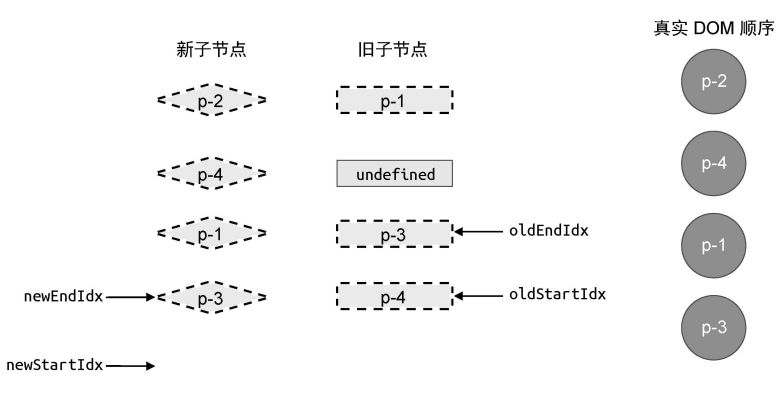 真实 DOM 顺序
新子节点 旧子节点
p-2 p-1 p-2
p-4 undefined p-4
p-1 p-3 oldEndIdx p-1
newEndIdx p-3 p-4 oldStartIdx p-3
newStartIdx